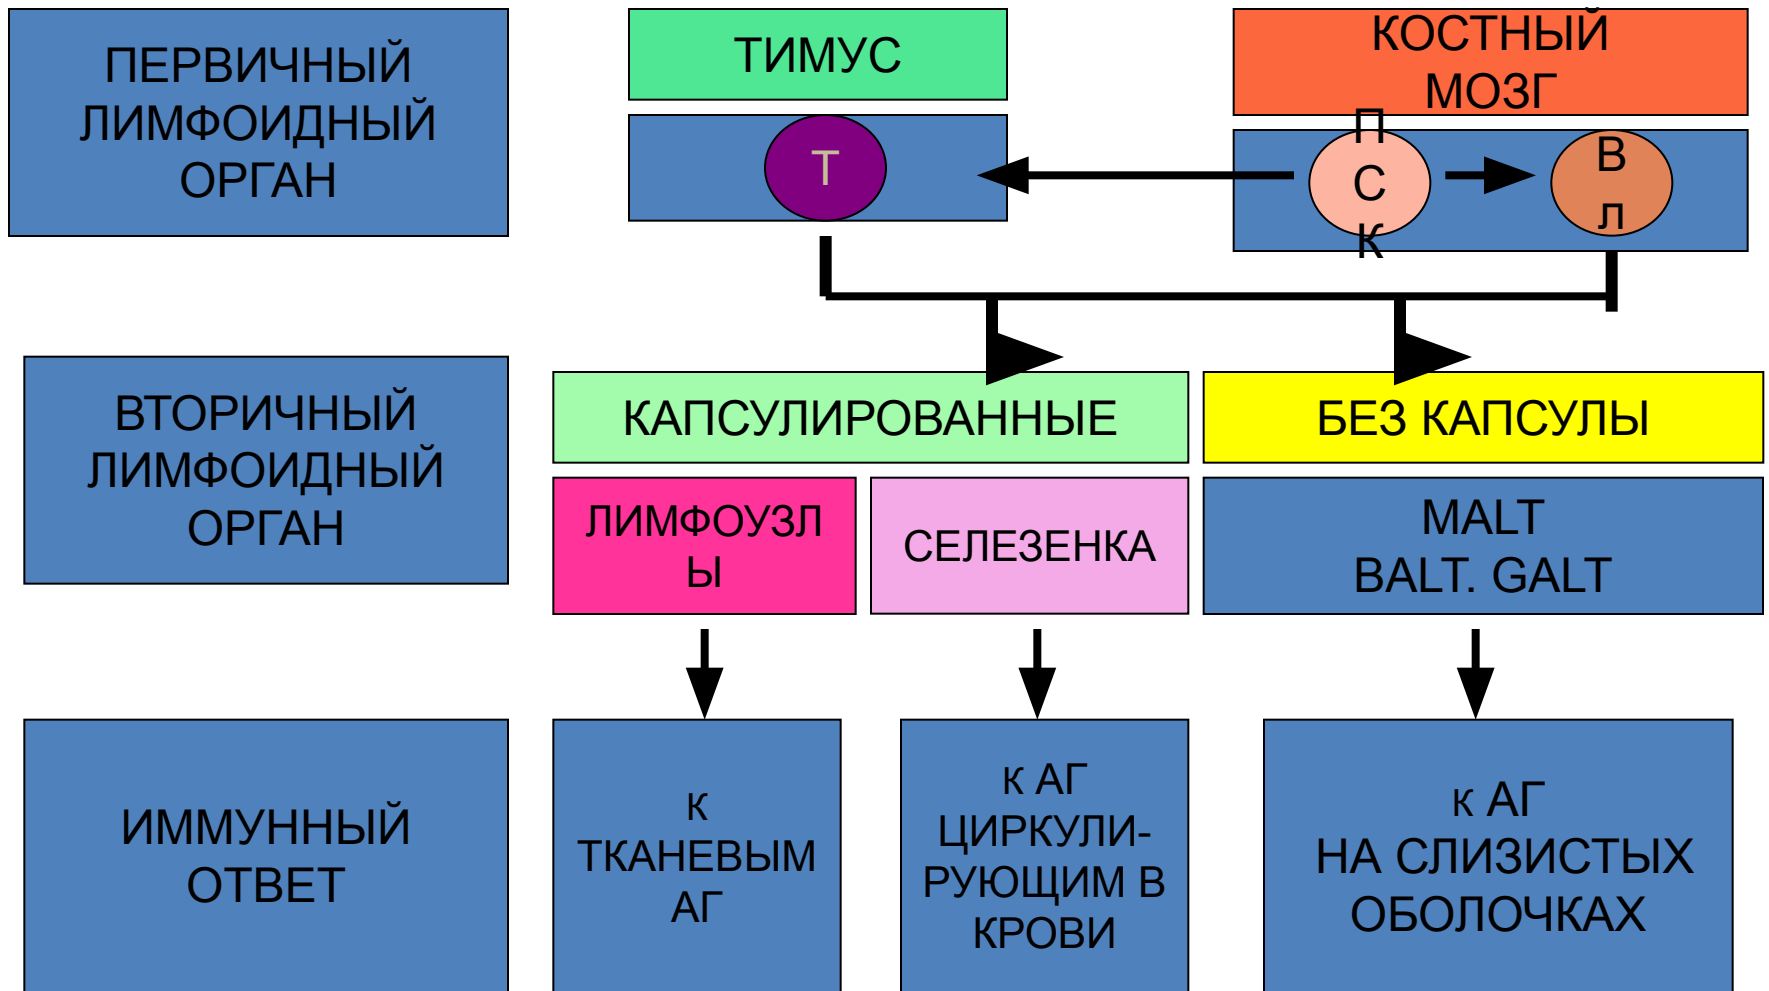 ПЕРВИЧНЫЙ
ЛИМФОИДНЫЙ
ОРГАН
ТИМУС
КОСТНЫЙ
МОЗГ
Т
П
С
К
В
л
ВТОРИЧНЫЙ
ЛИМФОИДНЫЙ
ОРГАН
КАПСУЛИРОВАННЫЕ
БЕЗ КАПСУЛЫ
ЛИМФОУЗЛ
Ы
СЕЛЕЗЕНКА
MALT
BALT. GALT
ИММУННЫЙ
ОТВЕТ
К
ТКАНЕВЫМ
АГ
К АГ
ЦИРКУЛИ-
РУЮЩИМ В
КРОВИ
К АГ
НА СЛИЗИСТЫХ
ОБОЛОЧКАХ